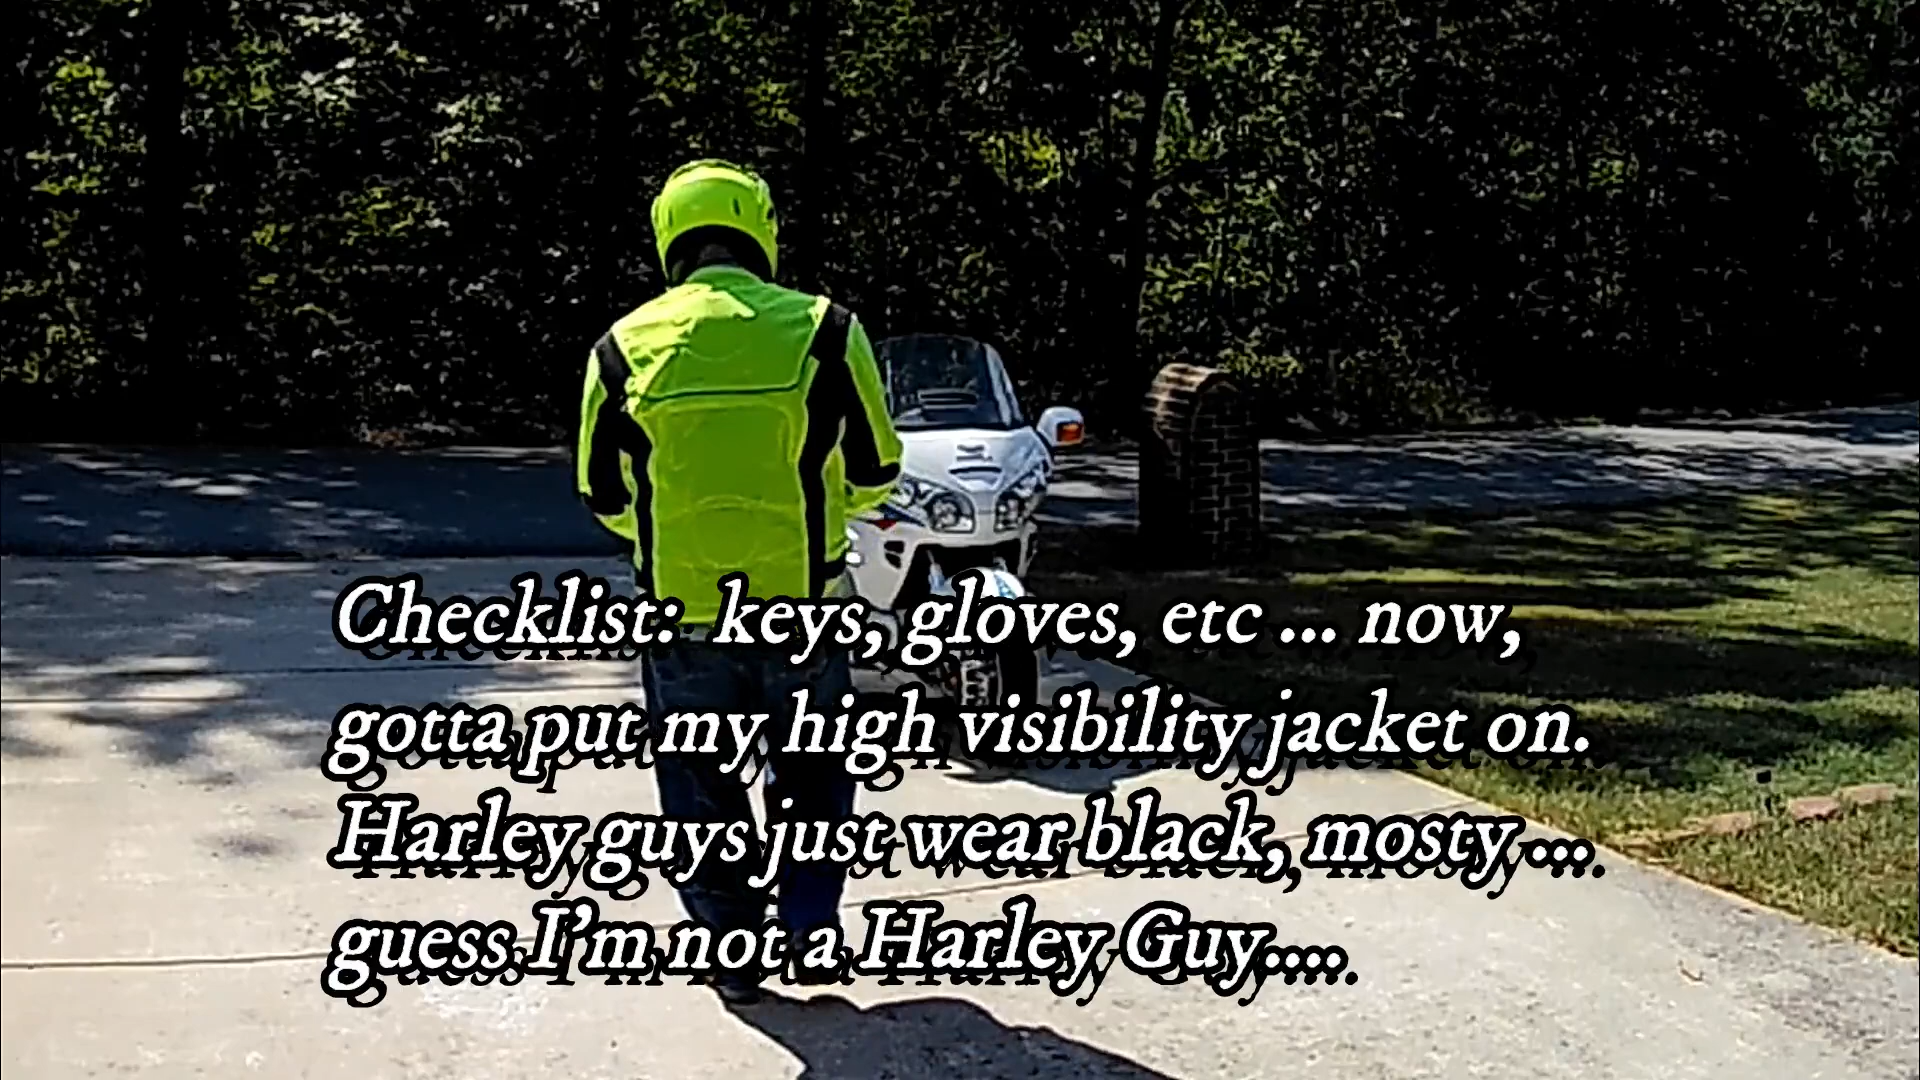 Checklist:  keys, gloves, etc ... now,
gotta put my high visibility jacket on.
Harley guys just wear black, mosty ...
guess I'm not a Harley Guy....